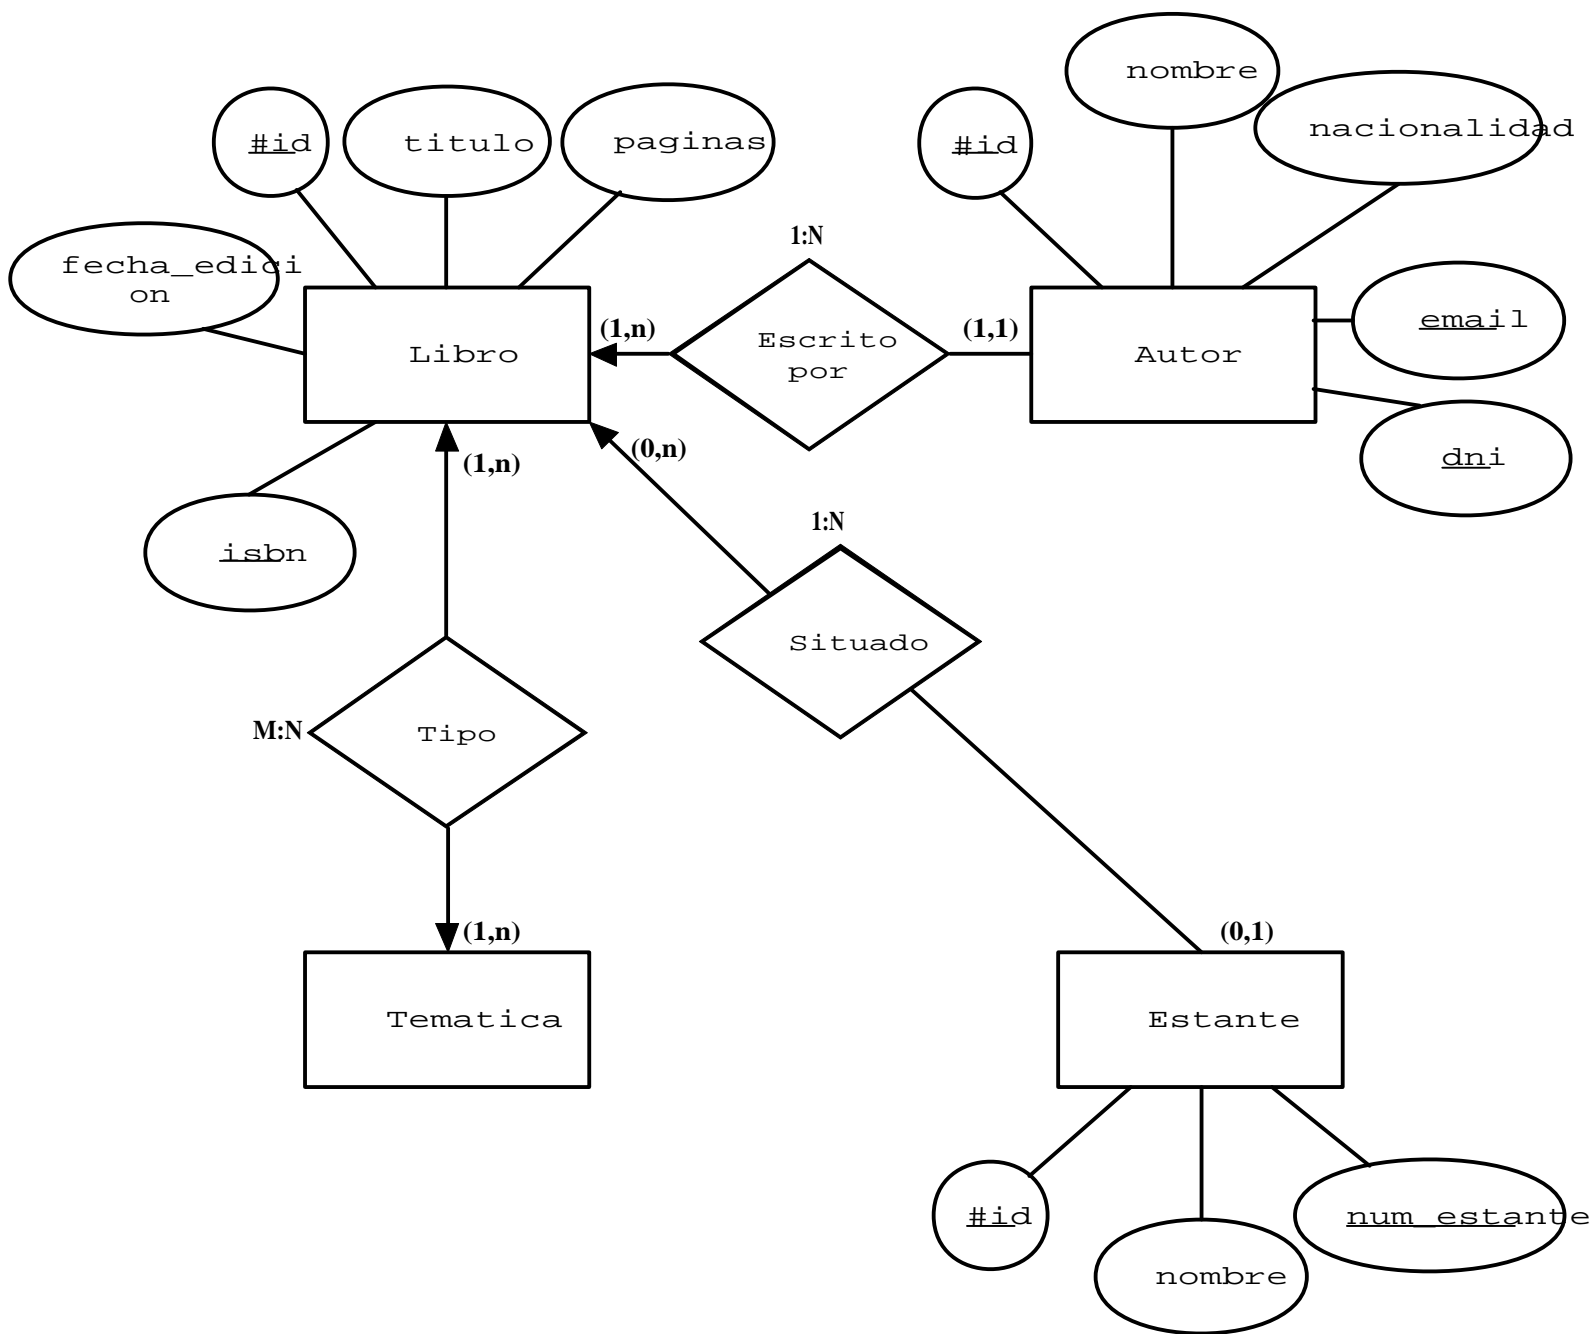 nombre
#id
titulo
paginas
#id
nacionalidad
fecha_edici
on
1:N
Libro
(1,n)
Escrito
por
(1,1)
Autor
email
dni
(1,n)
(0,n)
isbn
1:N
Situado
M:N
Tipo
(1,n)
(0,1)
Tematica
Estante
#id
nombre
num_estante